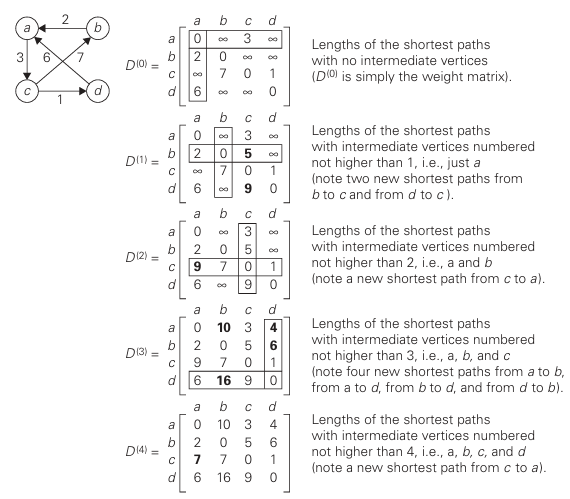 a 2 b
3 6 7
c 1 d
a b c d
a 0 ∞ 3 ∞
b 2 0 ∞ ∞
D(0) =
c ∞ 7 0 1
d 6 ∞ ∞ 0
Lengths of the shortest paths
with no intermediate vertices
(D(0) is simply the weight matrix).
a b c d
a 0 ∞ 3 ∞
b 2 0 5 ∞
D(1) =
c ∞ 7 0 1
d 6 ∞ 9 0
Lengths of the shortest paths
with intermediate vertices numbered
not higher than 1, i.e., just a
(note two new shortest paths from
b to c and from d to c ).
a b c d
a 0 ∞ 3 ∞
b 2 0 5 ∞
D(2) =
c 9 7 0 1
d 6 ∞ 9 0
Lengths of the shortest paths
with intermediate vertices numbered
not higher than 2, i.e., a and b
(note a new shortest path from c to a).
a b c d
a 0 10 3 4
b 2 0 5 6
D(3) =
c 9 7 0 1
d 6 16 9 0
Lengths of the shortest paths
with intermediate vertices numbered
not higher than 3, i.e., a, b, and c
(note four new shortest paths from a to b,
from a to d, from b to d, and from d to b).
a b c d
a 0 10 3 4
b 2 0 5 6
D(4) =
c 7 7 0 1
d 6 16 9 0
Lengths of the shortest paths
with intermediate vertices numbered
not higher than 4, i.e., a, b, c, and d
(note a new shortest path from c to a).